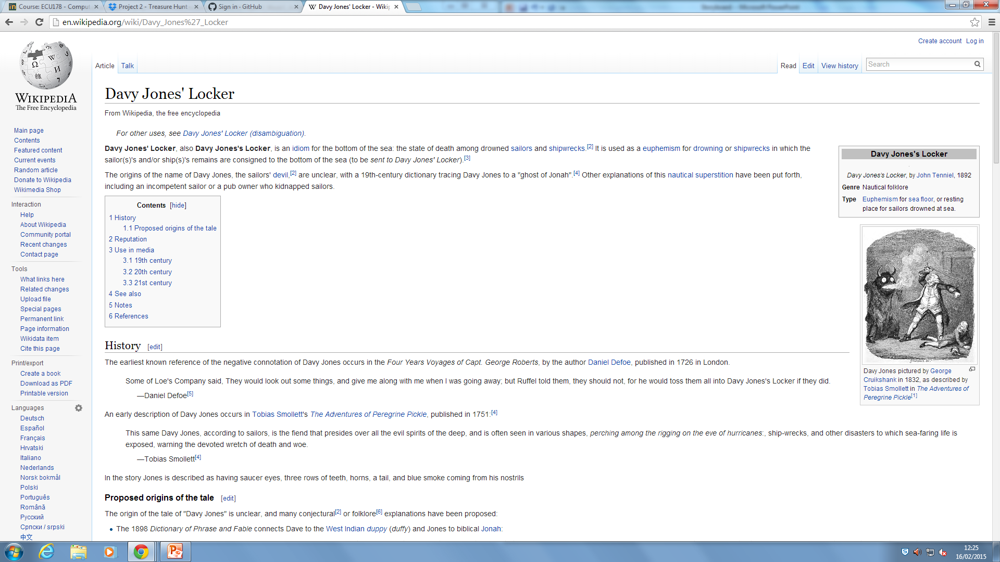 Course: ECU178 - Comput
Project 2 - Treasure Hunt
Sign in · GitHub
Davy Jones' Locker - Wiki
en.wikipedia.org/wiki/Davy_Jones%27_Locker
Create account Log in
Article Talk
Read Edit View history Search
WIKIPEDIA
The Free Encyclopedia
Main page
Contents
Featured content
Current events
Random article
Donate to Wikipedia
Wikimedia Shop
Interaction
Help
About Wikipedia
Community portal
Recent changes
Contact page
Tools
What links here
Related changes
Upload file
Special pages
Permanent link
Page information
Wikidata item
Cite this page
Print/export
Create a book
Download as PDF
Printable version
Languages
Deutsch
Español
Français
Hrvatski
Italiano
Nederlands
Norsk bokmål
Polski
Português
Română
Русский
Српски / srpski
中文
Davy Jones' Locker
From Wikipedia, the free encyclopedia
For other uses, see Davy Jones' Locker (disambiguation).
Davy Jones' Locker, also Davy Jones's Locker, is an idiom for the bottom of the sea: the state of death among drowned sailors and shipwrecks.[2] It is used as a euphemism for drowning or shipwrecks in which the
sailor(s)'s and/or ship(s)'s remains are consigned to the bottom of the sea (to be sent to Davy Jones' Locker).[3]
The origins of the name of Davy Jones, the sailors' devil,[2] are unclear, with a 19th-century dictionary tracing Davy Jones to a "ghost of Jonah".[4] Other explanations of this nautical superstition have been put forth,
including an incompetent sailor or a pub owner who kidnapped sailors.
Contents [hide]
1 History
1.1 Proposed origins of the tale
2 Reputation
3 Use in media
3.1 19th century
3.2 20th century
3.3 21st century
4 See also
5 Notes
6 References
Davy Jones's Locker
Davy Jones's Locker, by John Tenniel, 1892
Genre Nautical folklore
Type Euphemism for sea floor, or resting
place for sailors drowned at sea.
Davy Jones pictured by George
Cruikshank in 1832, as described by
Tobias Smollett in The Adventures of
Peregrine Pickle[1]
History [edit]
The earliest known reference of the negative connotation of Davy Jones occurs in the Four Years Voyages of Capt. George Roberts, by the author Daniel Defoe, published in 1726 in London.
Some of Loe's Company said, They would look out some things, and give me along with me when I was going away; but Ruffel told them, they should not, for he would toss them all into Davy Jones's Locker if they did.
—Daniel Defoe[5]
An early description of Davy Jones occurs in Tobias Smollett's The Adventures of Peregrine Pickle, published in 1751:[4]
This same Davy Jones, according to sailors, is the fiend that presides over all the evil spirits of the deep, and is often seen in various shapes, perching among the rigging on the eve of hurricanes:, ship-wrecks, and other disasters to which sea-faring life is
exposed, warning the devoted wretch of death and woe.
—Tobias Smollett[4]
In the story Jones is described as having saucer eyes, three rows of teeth, horns, a tail, and blue smoke coming from his nostrils
Proposed origins of the tale [edit]
The origin of the tale of "Davy Jones" is unclear, and many conjectural[2] or folklore[6] explanations have been proposed:
• The 1898 Dictionary of Phrase and Fable connects Dave to the West Indian duppy (duffy) and Jones to biblical Jonah:
12:25
16/02/2015